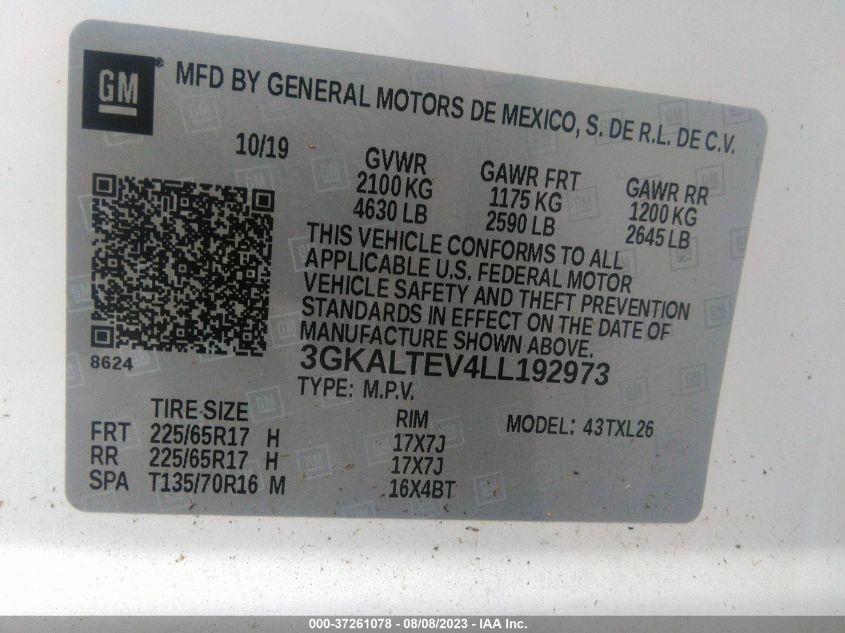 GM ® MFD BY GENERAL MOTORS DE MEXICO, S. DE R.L. DE C.V.
10/19 GVWR GAWR FRT GAWR RR
2100 KG 1175 KG 1200 KG
4630 LB 2590 LB 2645 LB
THIS VEHICLE CONFORMS TO ALL
APPLICABLE U.S. FEDERAL MOTOR
VEHICLE SAFETY AND THEFT PREVENTION
STANDARDS IN EFFECT ON THE DATE OF
MANUFACTURE SHOWN ABOVE.
8624 3GKALTEV4LL192973
TYPE: M.P.V.
TIRE SIZE RIM MODEL: 43TXL26
FRT 225/65R17 H 17X7J
RR 225/65R17 H 17X7J
SPA T135/70R16 M 16X4BT
000-37261078 - 08/08/2023 - IAA Inc.